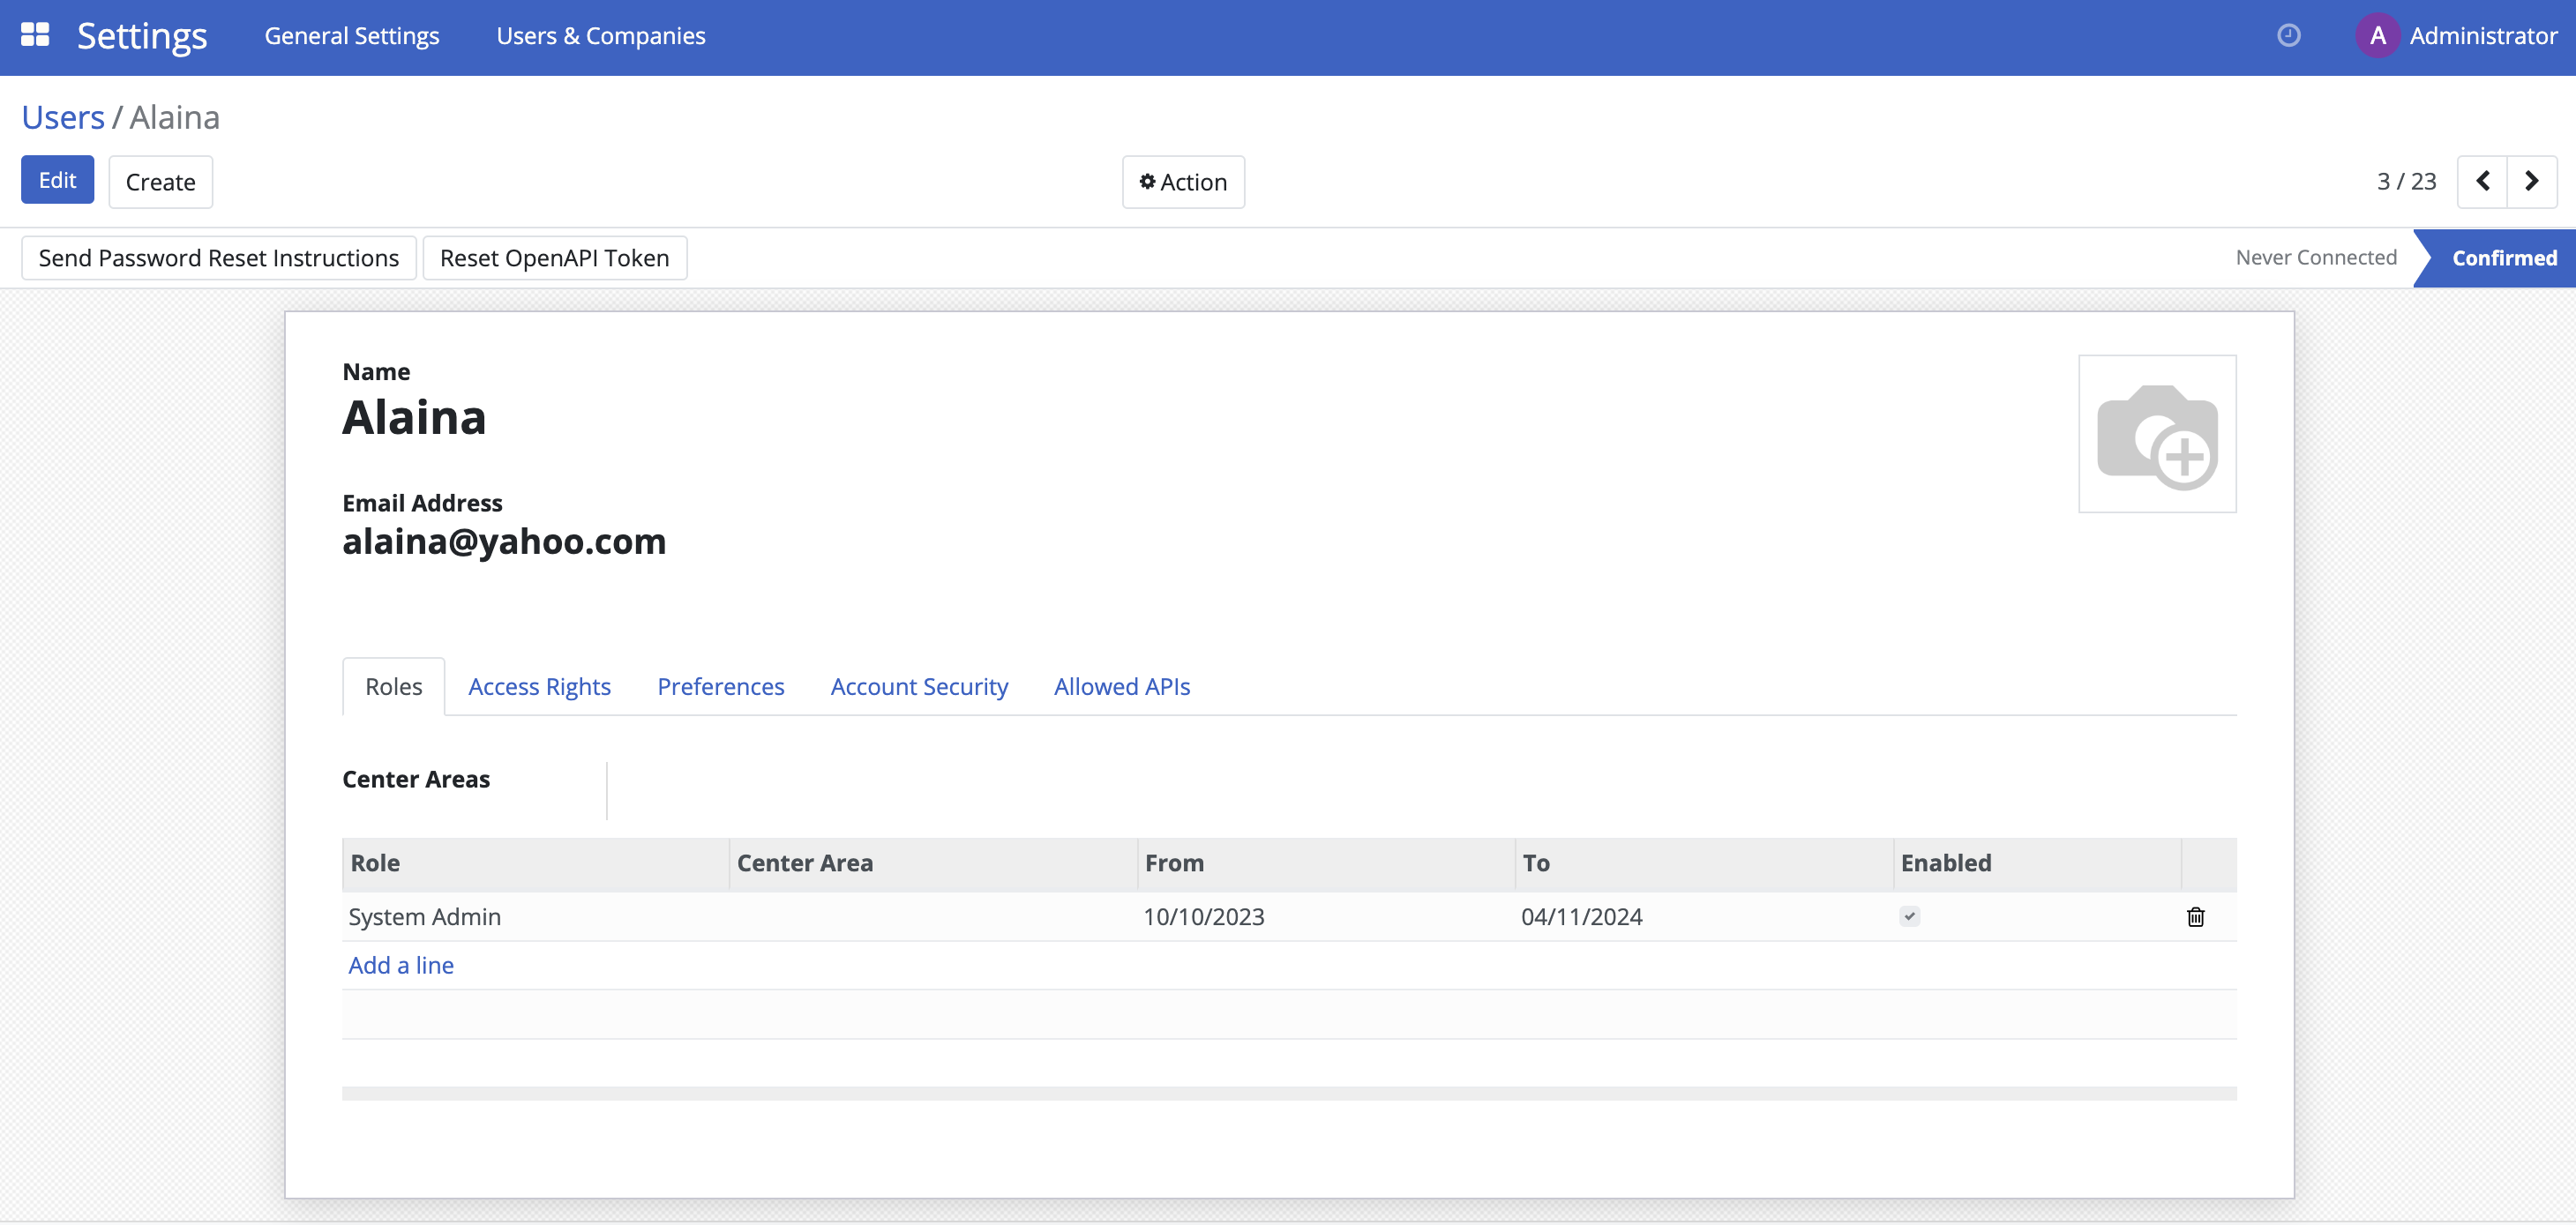 Settings General Settings Users & Companies A Administrator
Users / Alaina
Edit Create Action 3 / 23
Send Password Reset Instructions Reset OpenAPI Token Never Connected Confirmed
Name
Alaina
Email Address
alaina@yahoo.com
Roles Access Rights Preferences Account Security Allowed APIs
Center Areas
Role Center Area From To Enabled
System Admin 10/10/2023 04/11/2024
Add a line